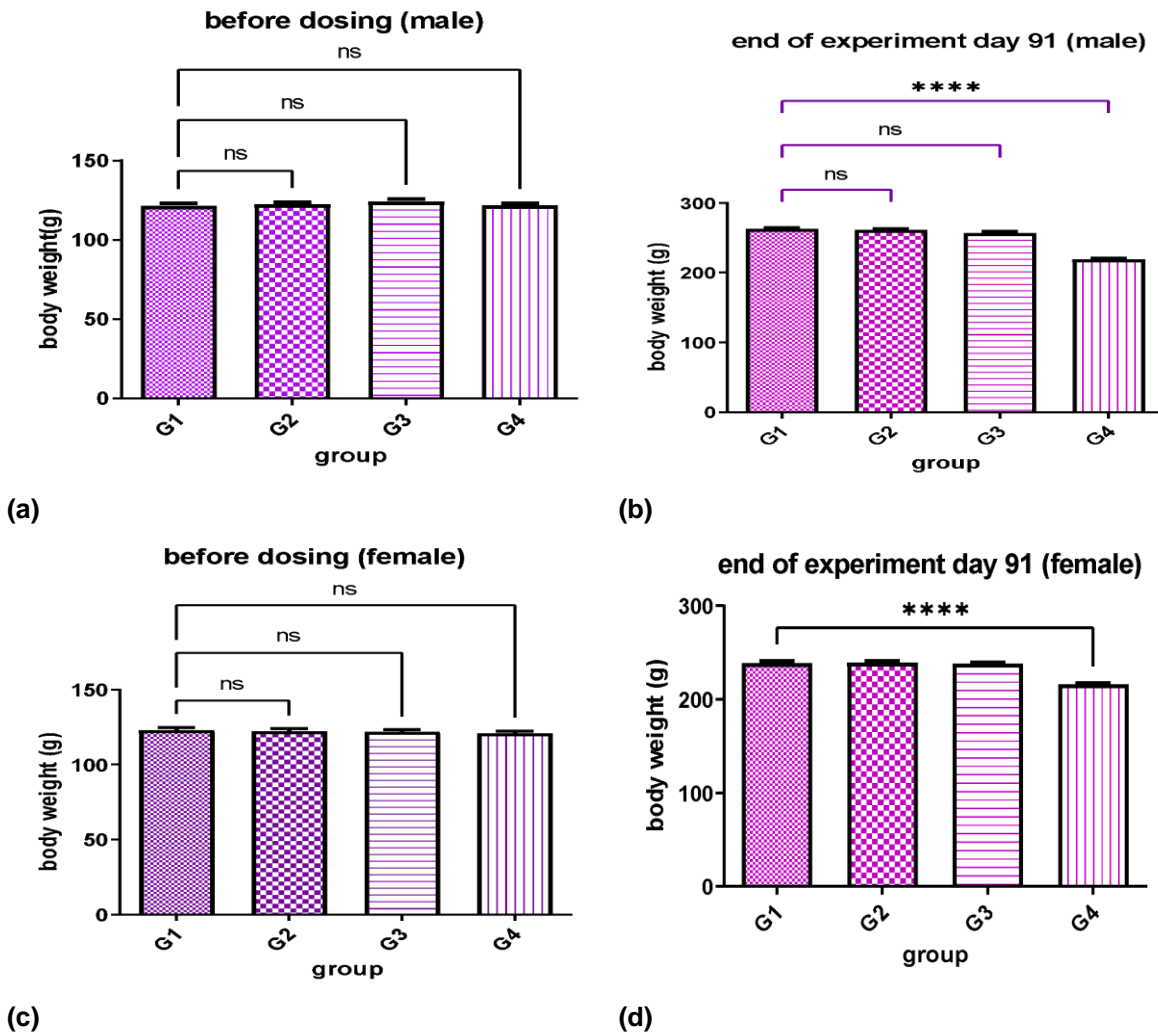 before dosing (male)
ns
ns
ns
150
100
50
0
body weight(g)
G1
G2
G3
G4
group
(a)
end of experiment day 91 (male)
****
ns
ns
300
200
100
0
body weight (g)
G1
G2
G3
G4
group
(b)
before dosing (female)
ns
ns
ns
150
100
50
0
body weight (g)
G1
G2
G3
G4
group
(c)
end of experiment day 91 (female)
****
300
200
100
0
body weight (g)
G1
G2
G3
G4
group
(d)